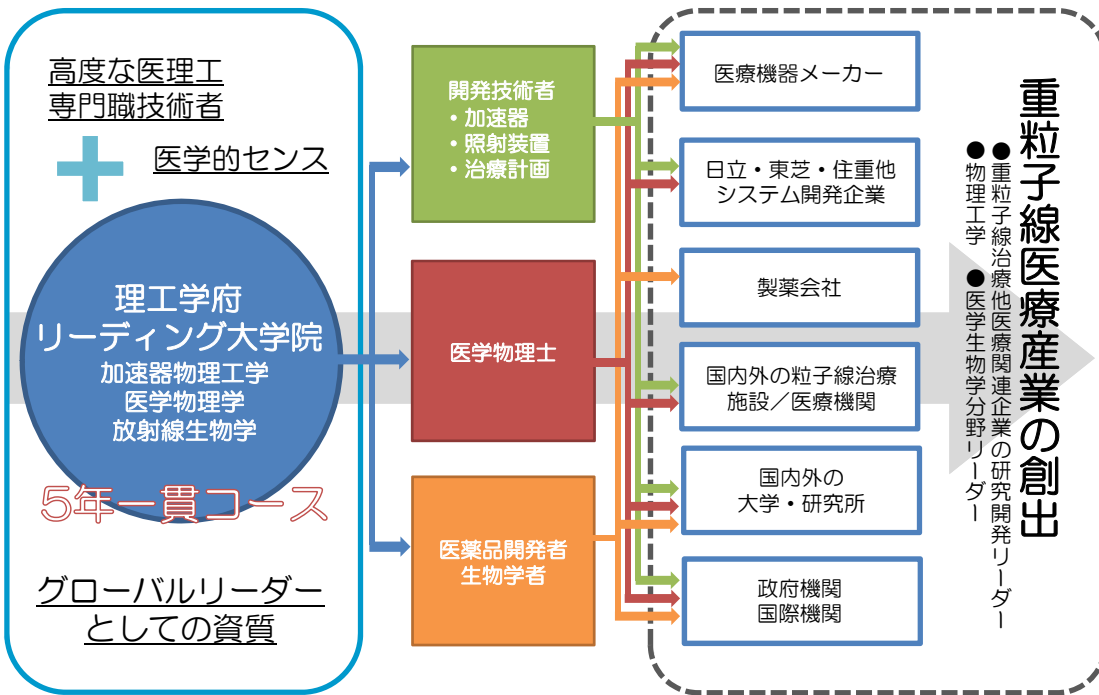 高度な医理工
専門職技術者
医学的センス
理工学府
リーディング大学院
加速器物理工学
医学物理学
放射線生物学
5年一貫コース
グローバルリーダー
としての資質
開発技術者
・加速器
・照射装置
・治療計画
医学物理士
医薬品開発者
生物学者
医療機器メーカー
日立・東芝・住重他
システム開発企業
製薬会社
国内外の粒子線治療
施設／医療機関
国内外の
大学・研究所
政府機関
国際機関
重粒子線医療産業の創出
●重粒子線治療他医療関連企業の研究開発リーダー
●物理工学 ●医学生物学分野リーダー